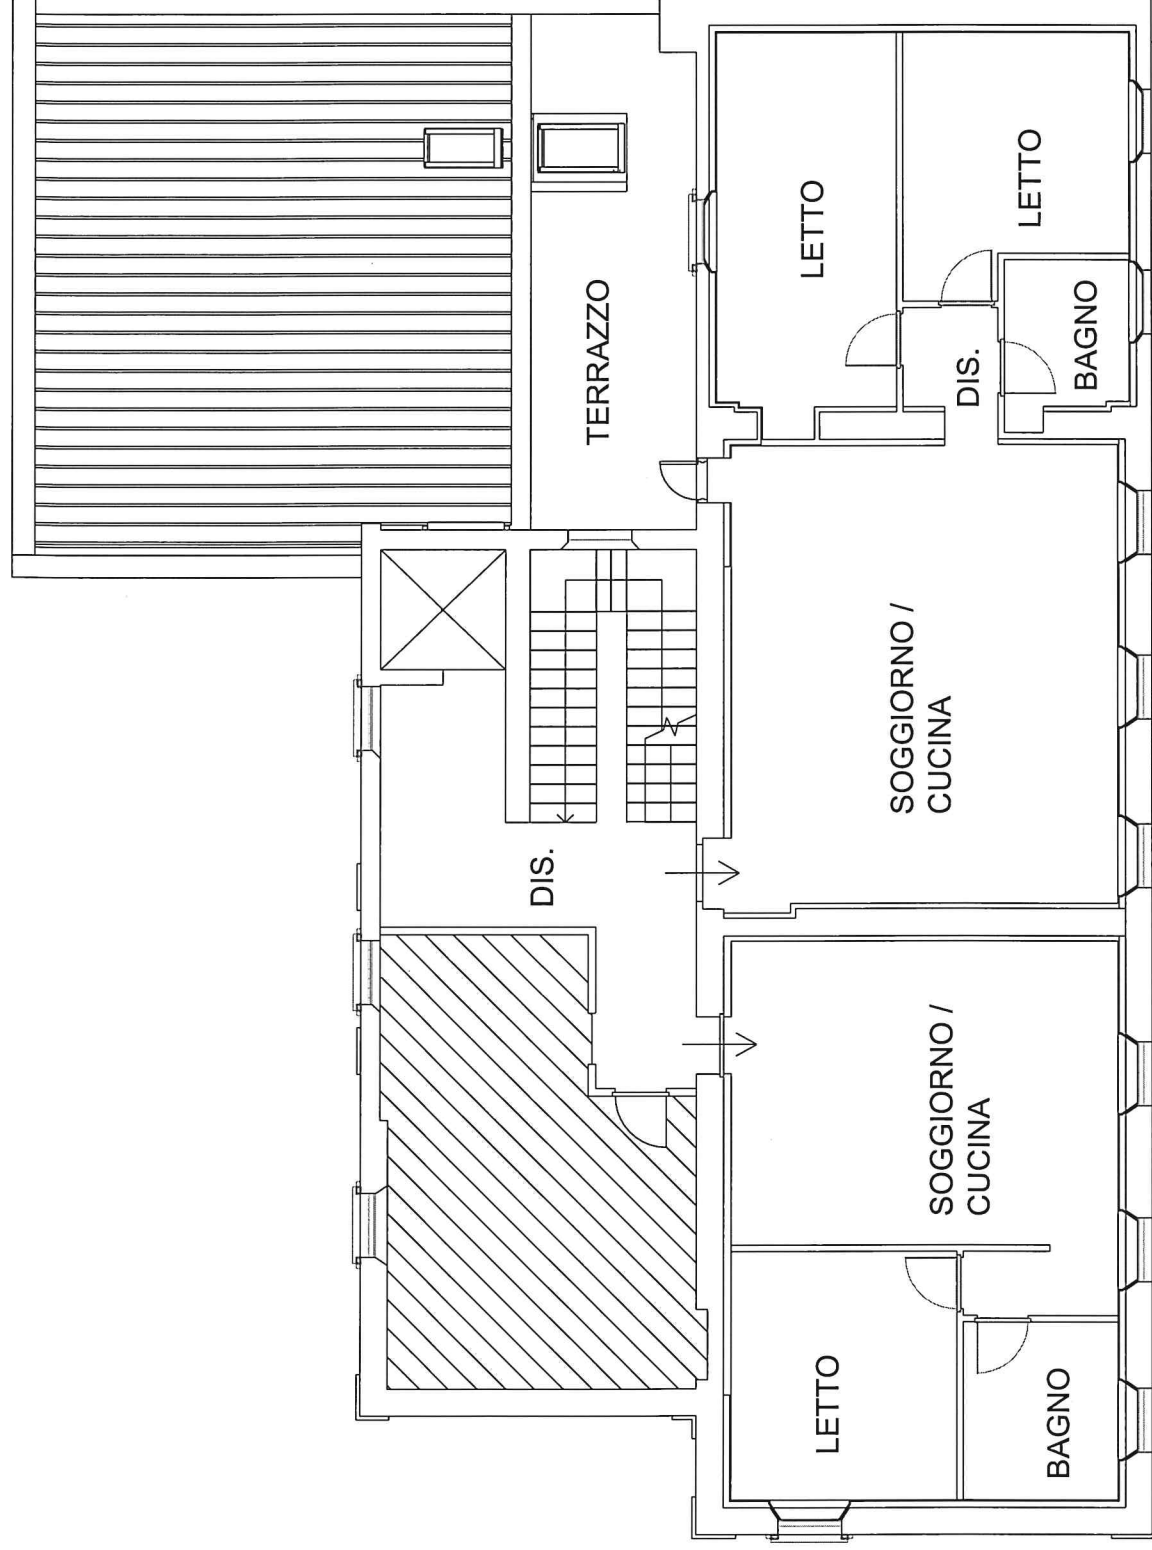 LETTO
LETTO
TERRAZZO
BAGNO
DIS.
SOGGIORNO /
CUCINA
DIS.
SOGGIORNO /
CUCINA
LETTO
BAGNO